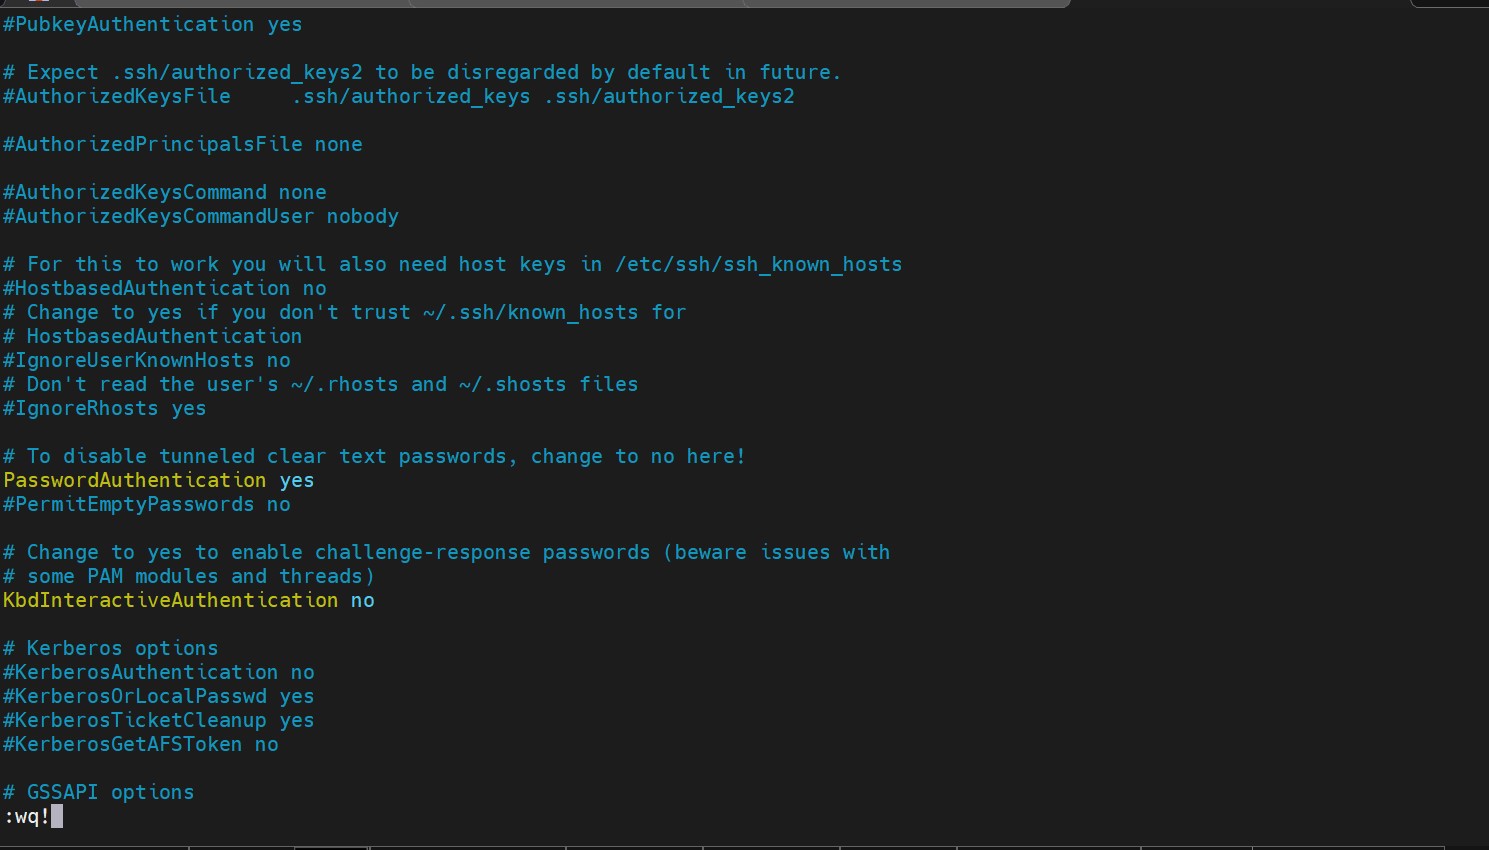 #PubkeyAuthentication yes
# Expect .ssh/authorized_keys2 to be disregarded by default in future.
#AuthorizedKeysFile     .ssh/authorized_keys .ssh/authorized_keys2
#AuthorizedPrincipalsFile none
#AuthorizedKeysCommand none
#AuthorizedKeysCommandUser nobody
# For this to work you will also need host keys in /etc/ssh/ssh_known_hosts
#HostbasedAuthentication no
# Change to yes if you don't trust ~/.ssh/known_hosts for
# HostbasedAuthentication
#IgnoreUserKnownHosts no
# Don't read the user's ~/.rhosts and ~/.shosts files
#IgnoreRhosts yes
# To disable tunneled clear text passwords, change to no here!
PasswordAuthentication yes
#PermitEmptyPasswords no
# Change to yes to enable challenge-response passwords (beware issues with
# some PAM modules and threads)
KbdInteractiveAuthentication no
# Kerberos options
#KerberosAuthentication no
#KerberosOrLocalPasswd yes
#KerberosTicketCleanup yes
#KerberosGetAFSToken no
# GSSAPI options
:wq!